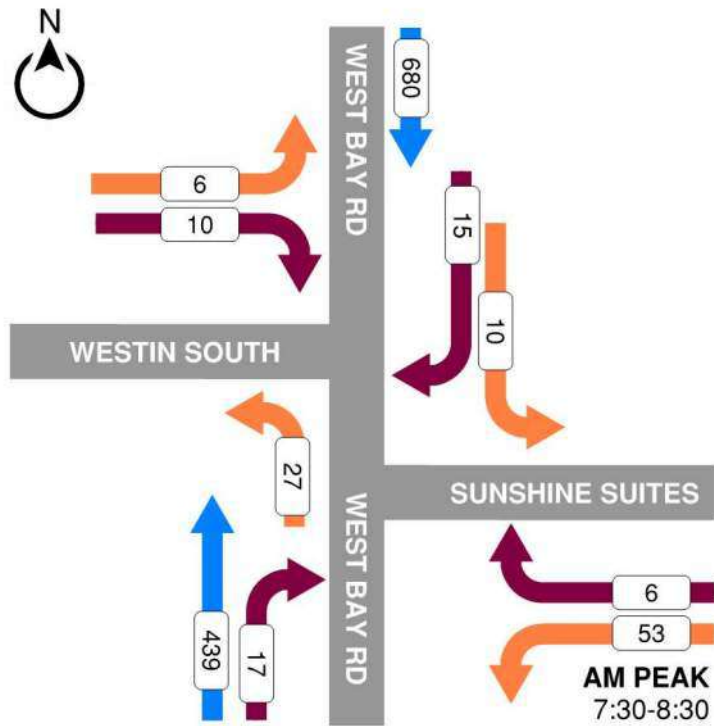 N
WEST BAY RD
680
6
10
15
10
WESTIN SOUTH
27
SUNSHINE SUITES
WEST BAY RD
439
17
6
53
AM PEAK
7:30-8:30